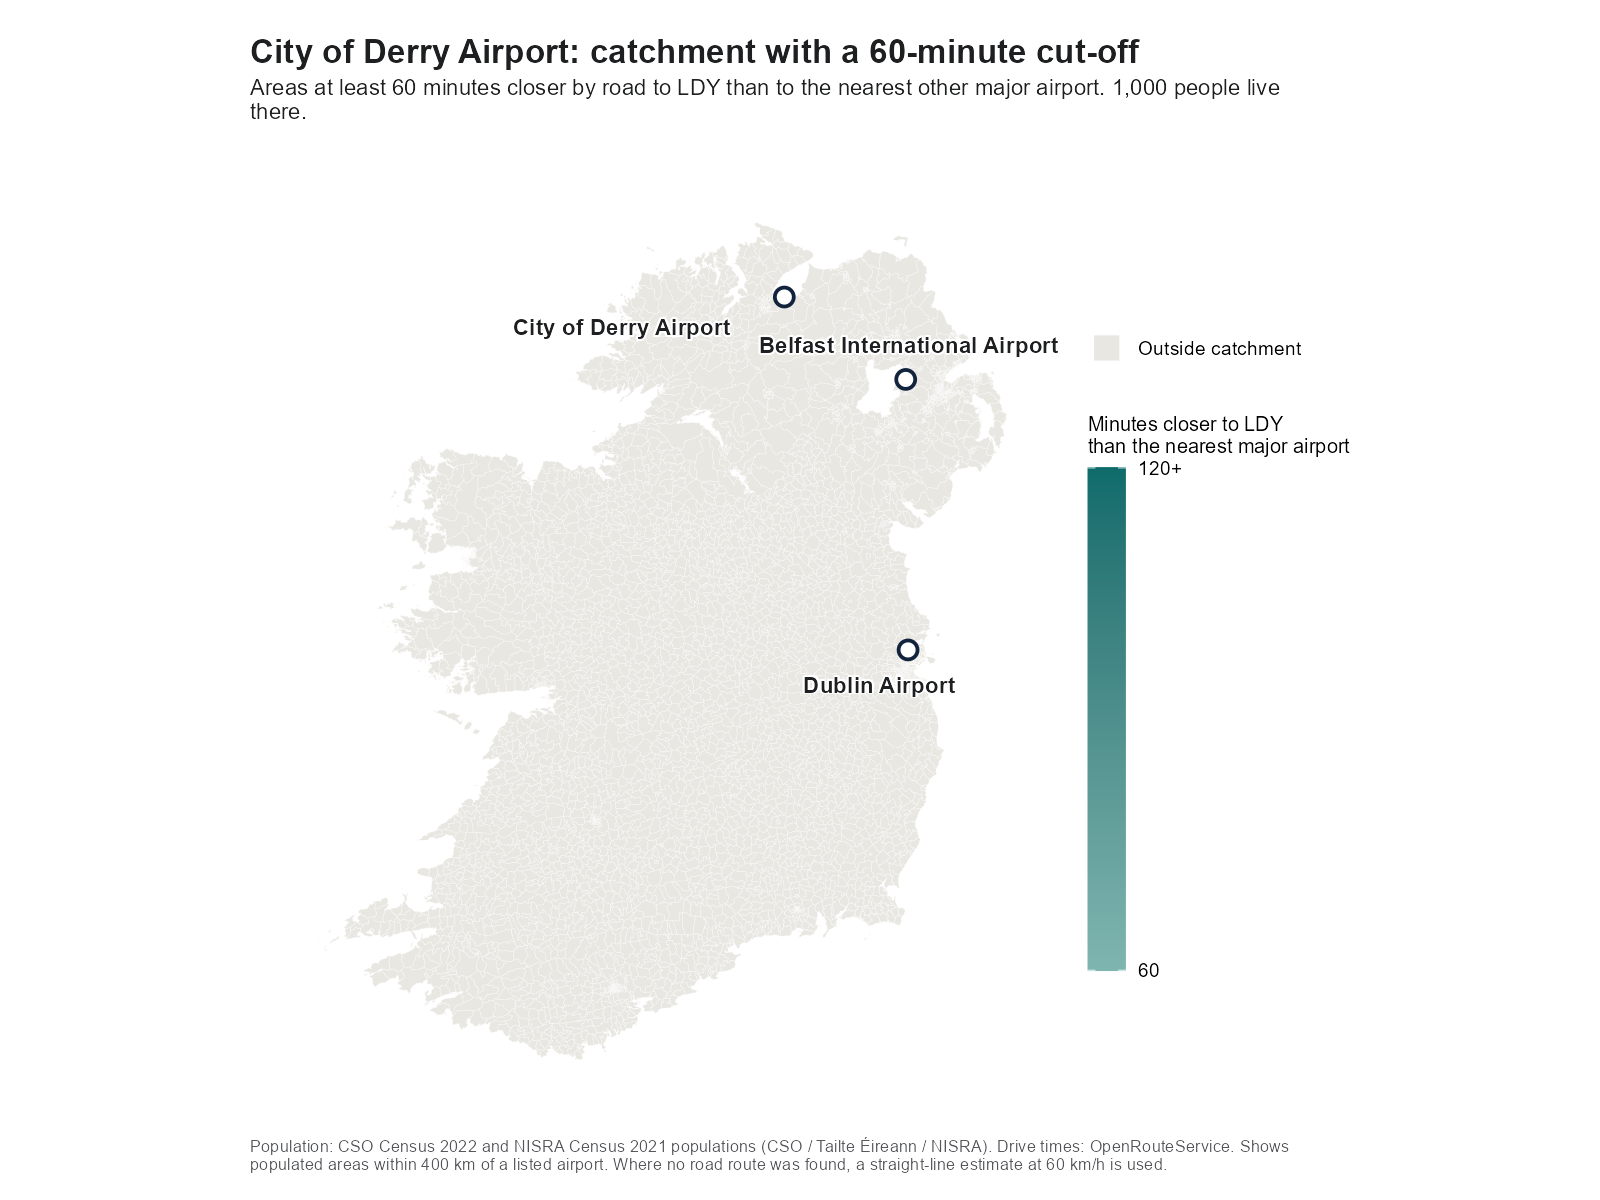 City of Derry Airport: catchment with a 60-minute cut-off
Areas at least 60 minutes closer by road to LDY than to the nearest other major airport. 1,000 people live
there.
City of Derry Airport
Belfast International Airport
Outside catchment
Minutes closer to LDY
than the nearest major airport
120+
Dublin Airport
60
Population: CSO Census 2022 and NISRA Census 2021 populations (CSO / Tailte Éireann / NISRA). Drive times: OpenRouteService. Shows
populated areas within 400 km of a listed airport. Where no road route was found, a straight-line estimate at 60 km/h is used.